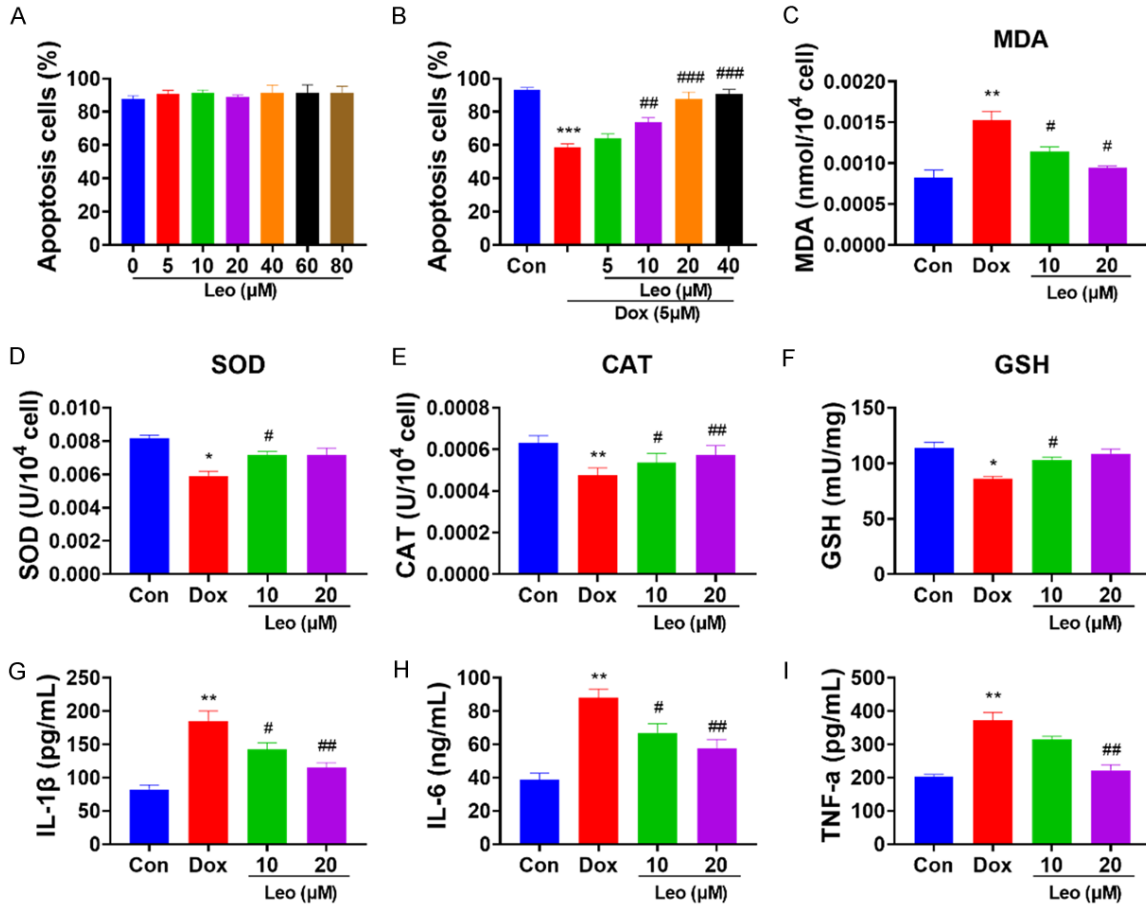 A
Apoptosis cells (%)
100
80
60
40
20
0
0 5 10 20 40 60 80
Leo (µM)
B
Apoptosis cells (%)
100
80
60
40
20
0
***
##
###
###
Con 5 10 20 40
Leo (µM)
Dox (5µM)
C
MDA
MDA (nmol/10⁴ cell)
0.0020
0.0015
0.0010
0.0005
0.0000
**
#
#
Con Dox 10 20
Leo (µM)
D
SOD
SOD (U/10⁴ cell)
0.010
0.008
0.006
0.004
0.002
0.000
*
#
Con Dox 10 20
Leo (µM)
E
CAT
CAT (U/10⁴ cell)
0.0008
0.0006
0.0004
0.0002
0.0000
**
#
##
Con Dox 10 20
Leo (µM)
F
GSH
GSH (mU/mg)
150
100
50
0
*
#
Con Dox 10 20
Leo (µM)
G
IL-1β (pg/mL)
250
200
150
100
50
0
**
#
##
Con Dox 10 20
Leo (µM)
H
IL-6 (ng/mL)
100
80
60
40
20
0
**
#
##
Con Dox 10 20
Leo (µM)
I
TNF-a (pg/mL)
500
400
300
200
100
0
**
##
Con Dox 10 20
Leo (µM)